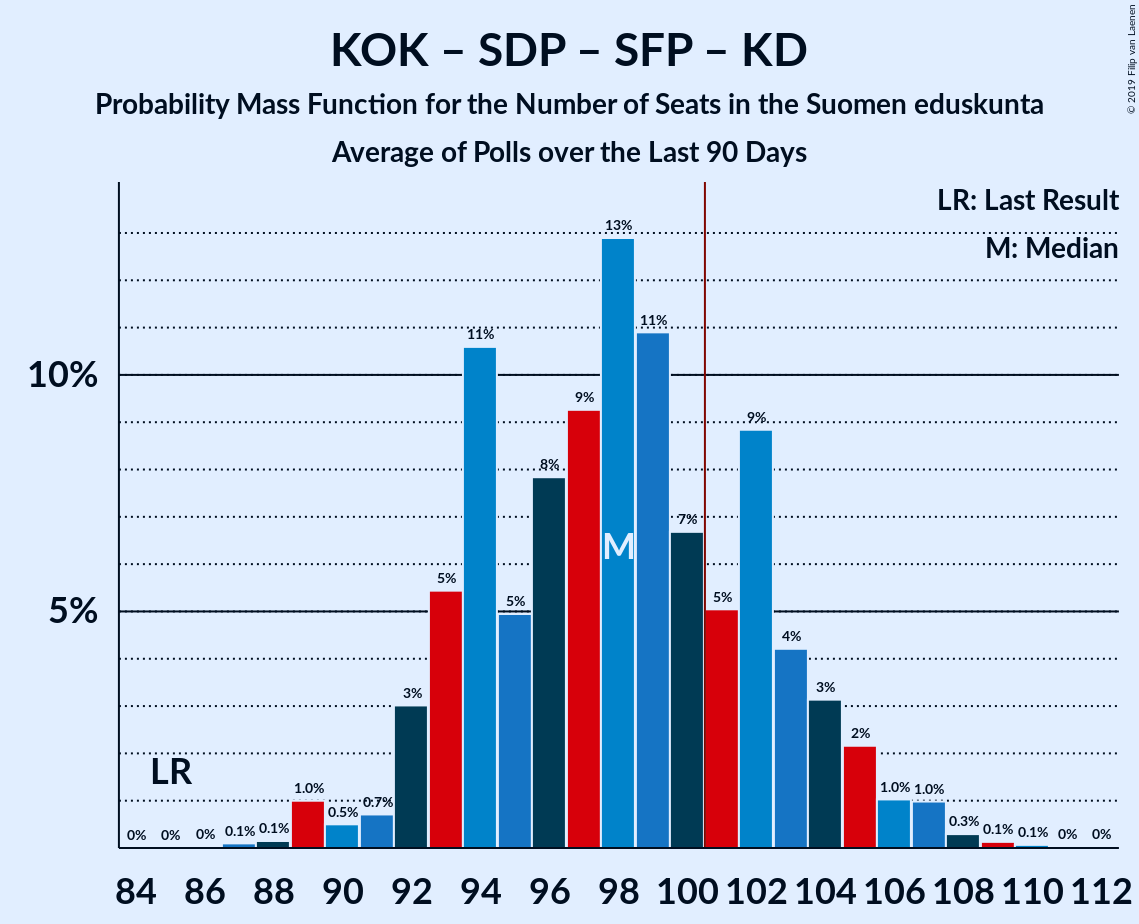 KOK – SDP – SFP – KD
Probability Mass Function for the Number of Seats in the Suomen eduskunta
Average of Polls over the Last 90 Days
© 2019 Filip van Laenen
LR: Last Result
M: Median
10%
5%
LR
M
0% 0% 0% 0.1% 0.1% 1.0% 0.5% 0.7% 3% 5% 11% 5% 8% 9% 13% 11% 7% 5% 9% 4% 3% 2% 1.0% 1.0% 0.3% 0.1% 0.1% 0% 0%
84 86 88 90 92 94 96 98 100 102 104 106 108 110 112